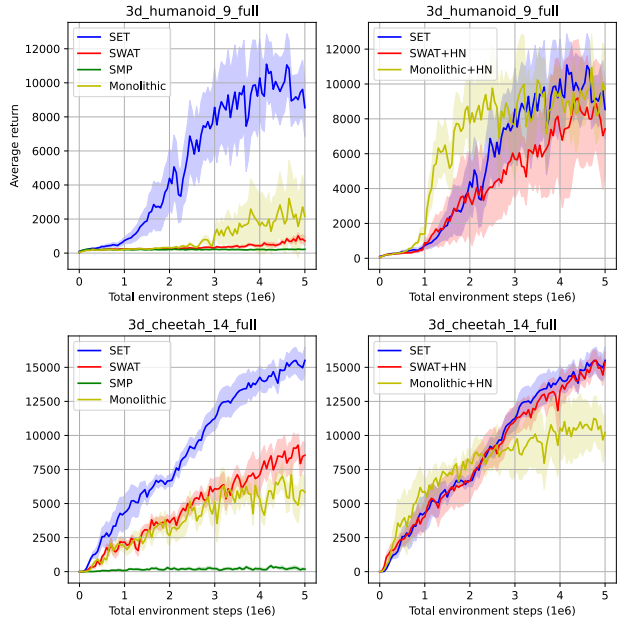 3d_humanoid_9_full
12000
10000
8000
6000
4000
2000
0
Average return
SET
SWAT
SMP
Monolithic
0 1 2 3 4 5
Total environment steps (1e6)
3d_humanoid_9_full
12000
10000
8000
6000
4000
2000
0
SET
SWAT+HN
Monolithic+HN
0 1 2 3 4 5
Total environment steps (1e6)
3d_cheetah_14_full
17500
15000
12500
10000
7500
5000
2500
0
SET
SWAT
SMP
Monolithic
0 1 2 3 4 5
Total environment steps (1e6)
3d_cheetah_14_full
17500
15000
12500
10000
7500
5000
2500
0
SET
SWAT+HN
Monolithic+HN
0 1 2 3 4 5
Total environment steps (1e6)